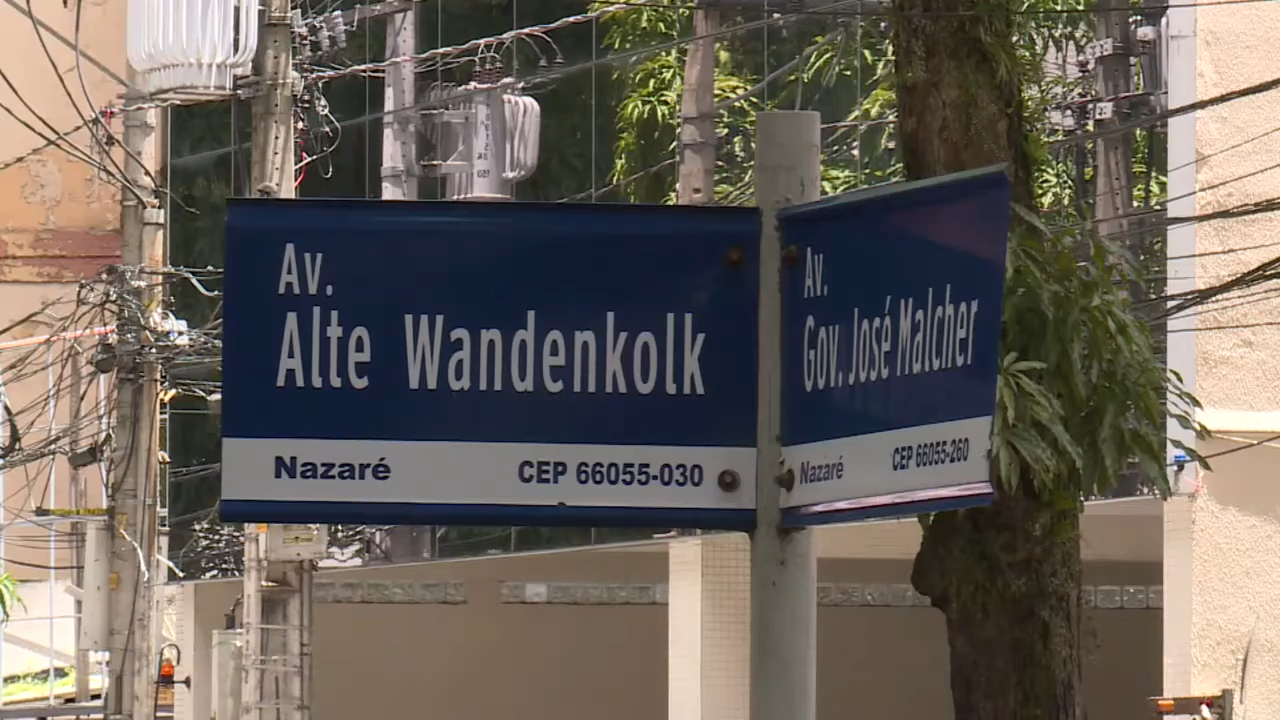 Av.
Alte Wandenkolk
Nazaré
CEP 66055-030
Av.
Gov. José Malcher
Nazaré
CEP 66055-260